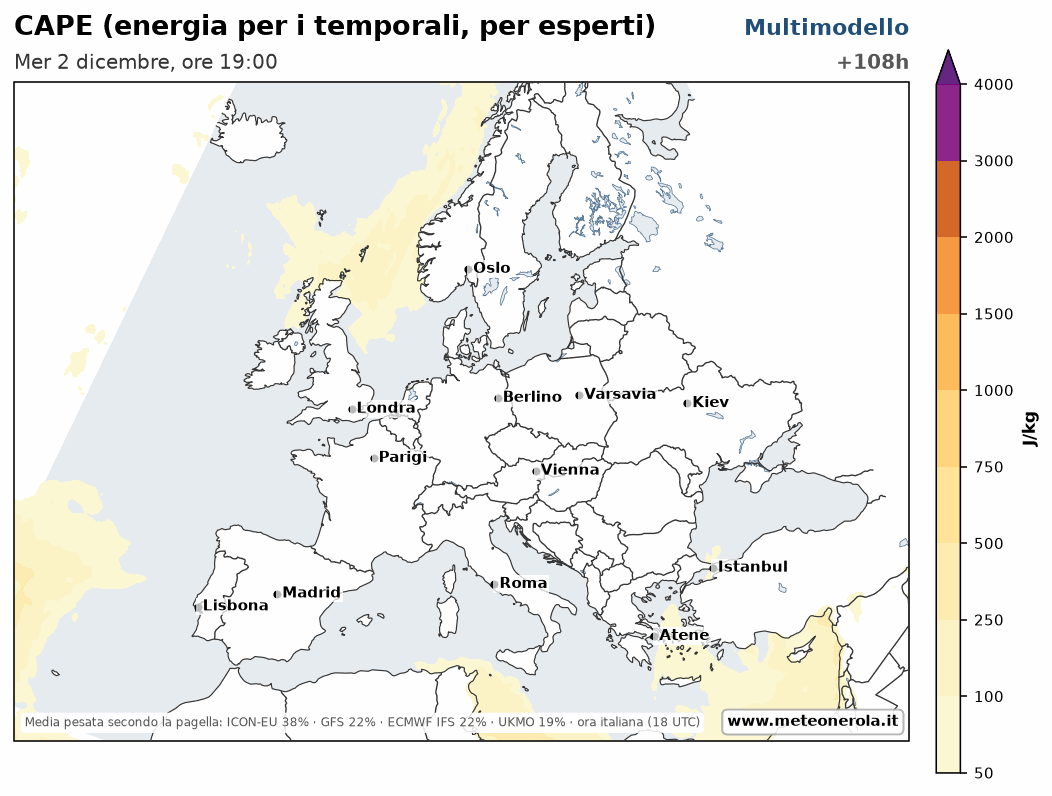 CAPE (energia per i temporali, per esperti)
Multimodello
Mer 2 dicembre, ore 19:00
+108h
4000
3000
2000
1500
1000
750
500
250
100
50
J/kg
Oslo
Londra
Berlino
Varsavia
Kiev
Parigi
Vienna
Istanbul
Roma
Madrid
Lisbona
Atene
Media pesata secondo la pagella: ICON-EU 38% · GFS 22% · ECMWF IFS 22% · UKMO 19% · ora italiana (18 UTC)
www.meteonerola.it